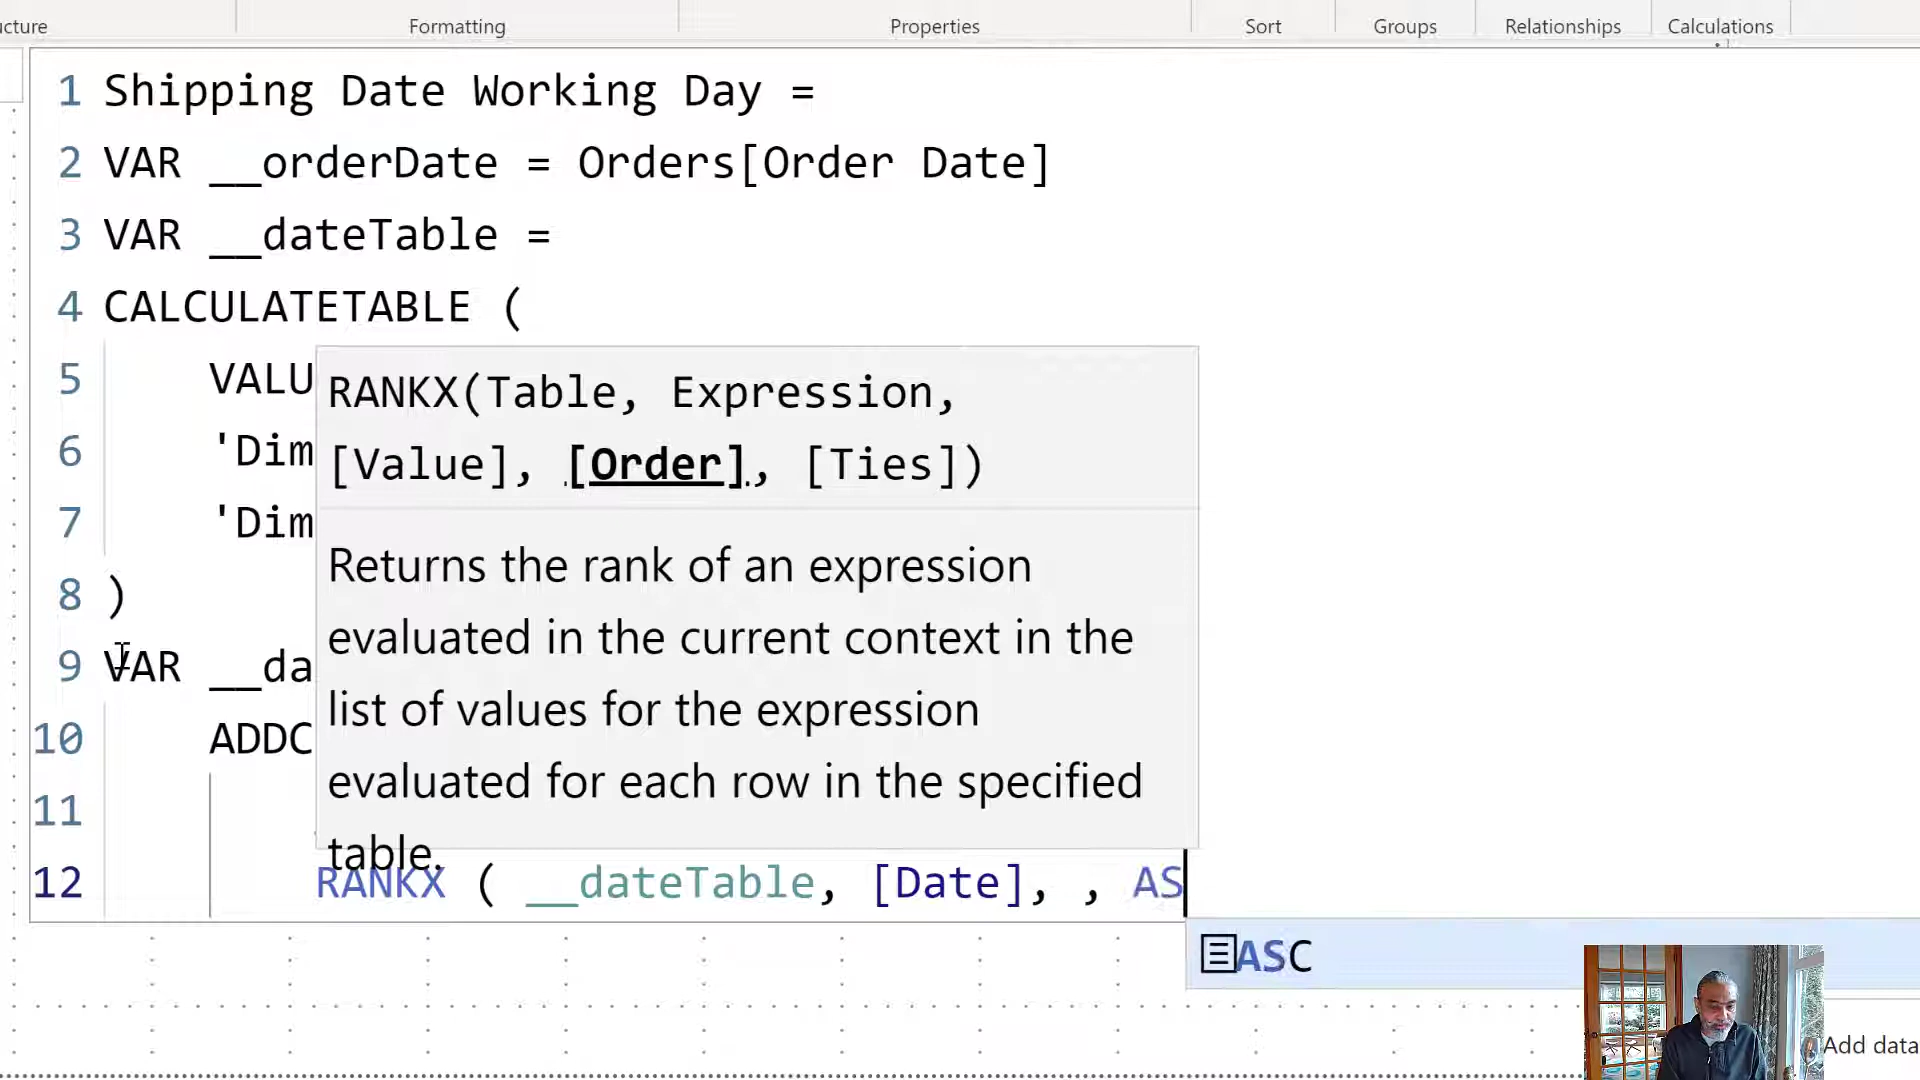 ucture Formatting Properties Sort Groups Relationships Calculations
1 Shipping Date Working Day =
2 VAR __orderDate = Orders[Order Date]
3 VAR __dateTable =
4 CALCULATETABLE (
5 VALU
6 'Dim
7 'Dim
8 )
9 VAR __da
10 ADDC
11
RANKX(Table, Expression,
[Value], [Order], [Ties])
Returns the rank of an expression
evaluated in the current context in the
list of values for the expression
evaluated for each row in the specified
table.
12 RANKX ( __dateTable, [Date], , AS
ASC
Add data